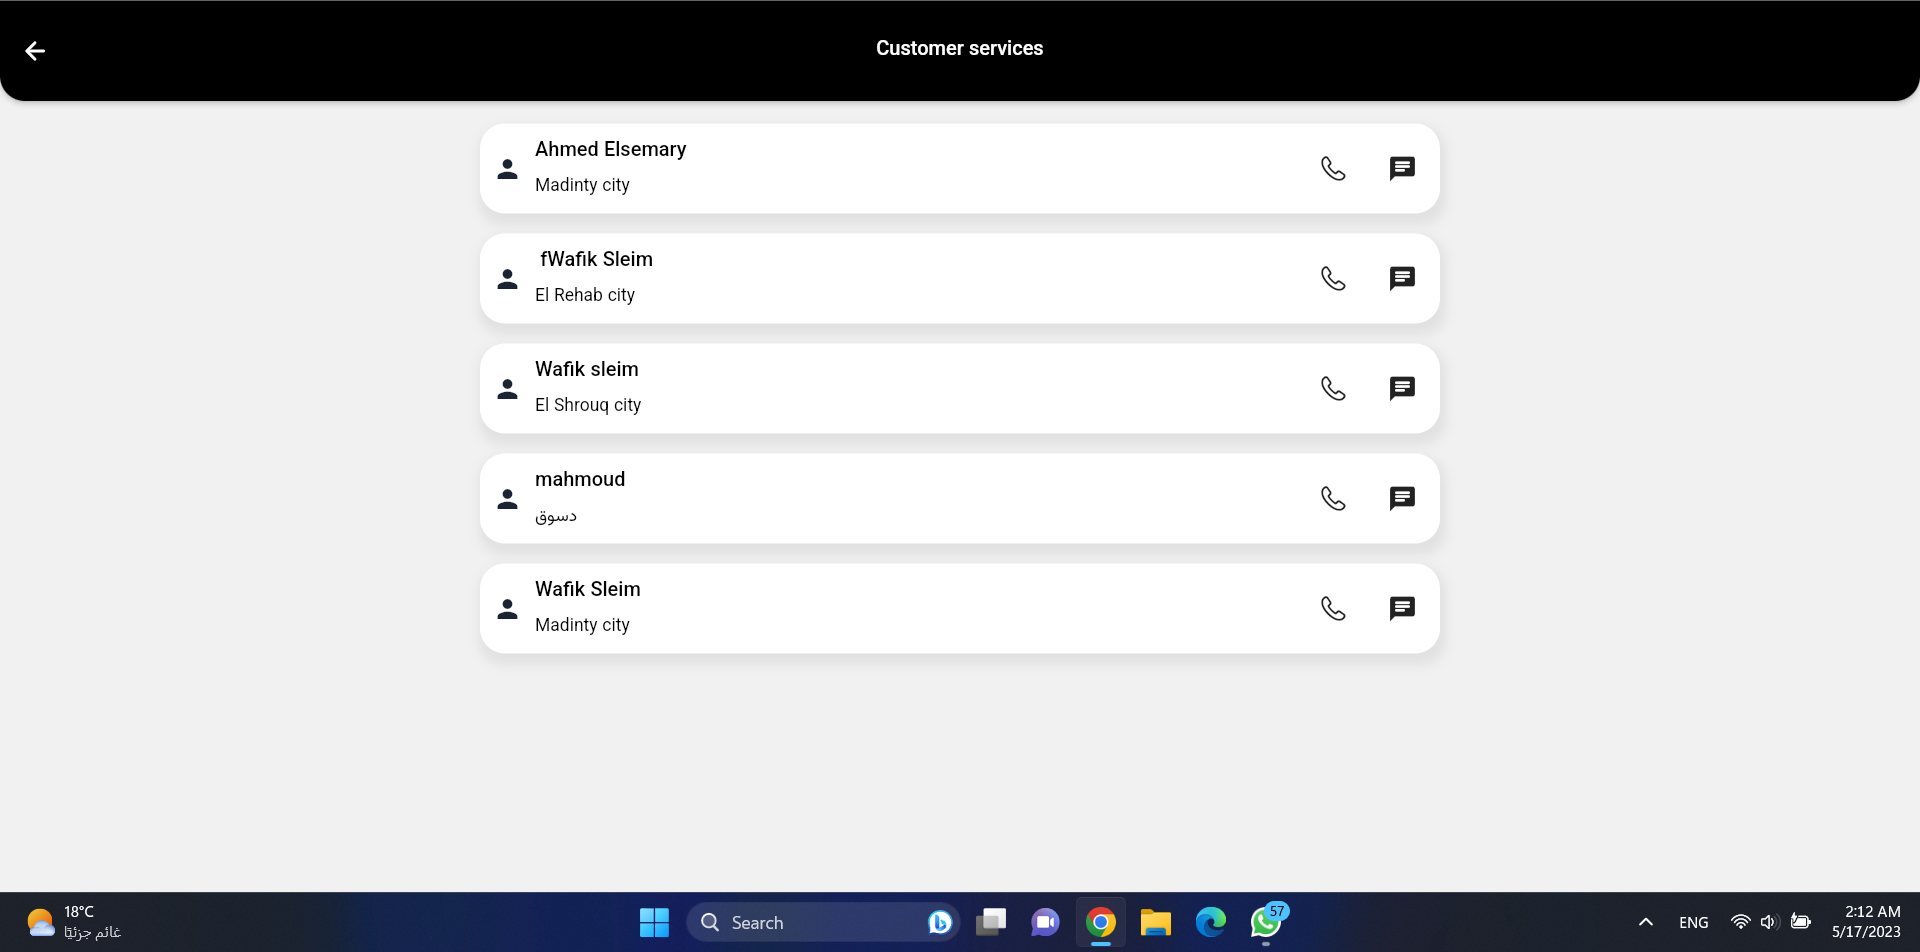 Customer services
Ahmed Elsemary
Madinty city
fWafik Sleim
El Rehab city
Wafik sleim
El Shrouq city
mahmoud
دسوق
Wafik Sleim
Madinty city
18°C
غائم جزئيًا
Search
57
ENG
2:12 AM
5/17/2023